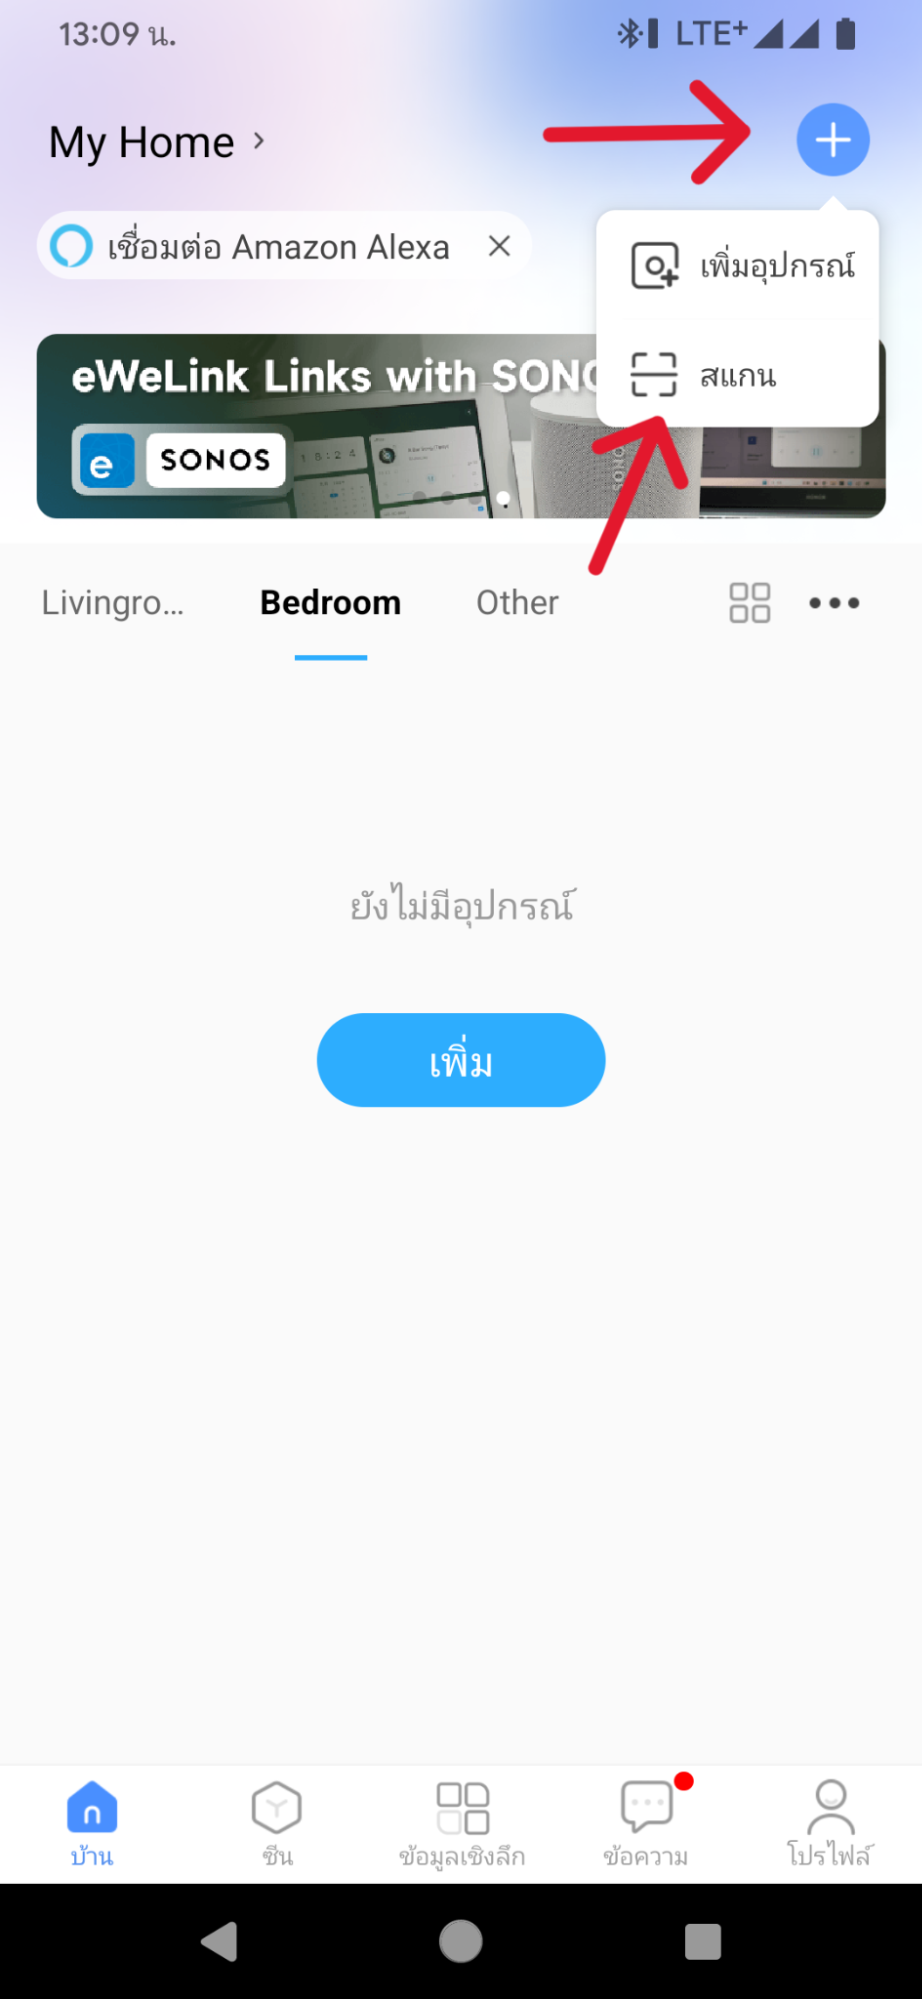 13:09 น.
LTE+
My Home
เชื่อมต่อ Amazon Alexa
เพิ่มอุปกรณ์
สแกน
eWeLink Links with SONO
e
SONOS
18:24
SONOS
Livingro...
Bedroom
Other
ยังไม่มีอุปกรณ์
เพิ่ม
บ้าน
ซีน
ข้อมูลเชิงลึก
ข้อความ
โปรไฟล์